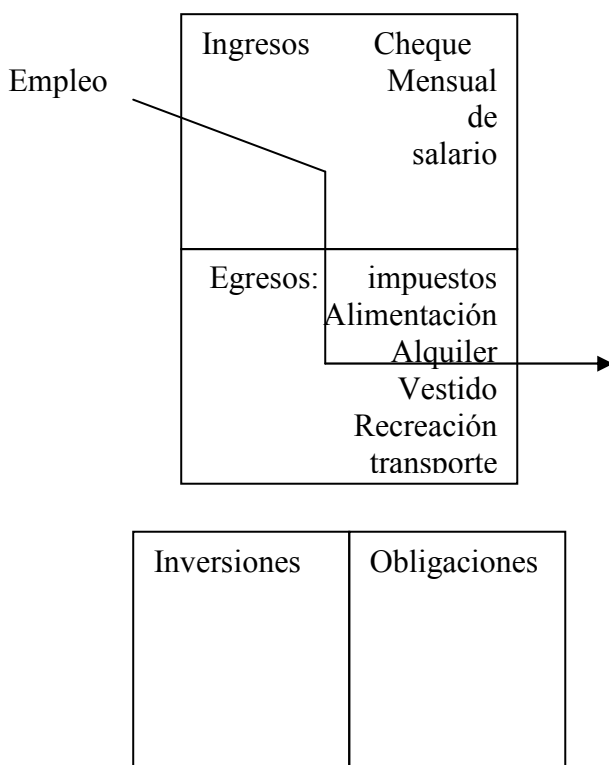 Ingresos Cheque
Empleo Mensual
de
salario
Egresos: impuestos
Alimentación
Alquiler
Vestido
Recreación
transporte
Inversiones Obligaciones